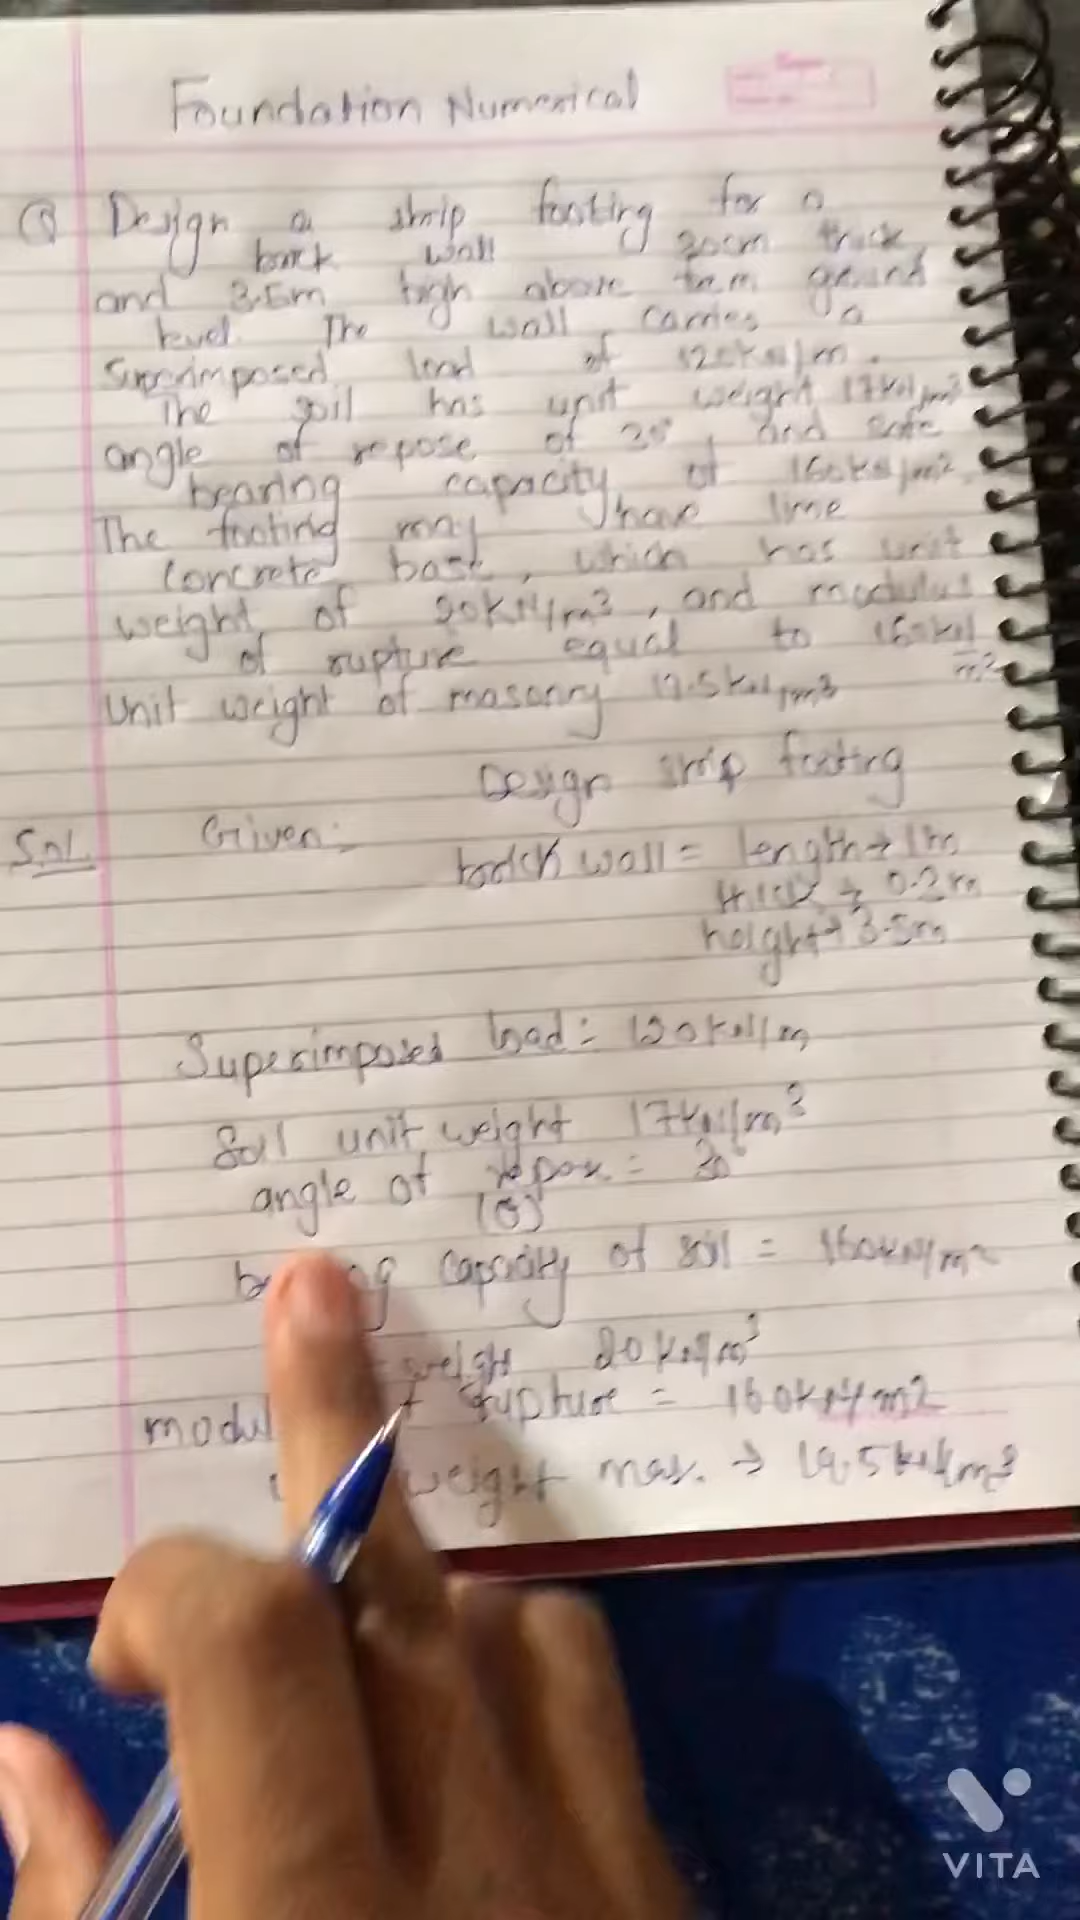 Foundation Numerical
Q Design a strip footing for a
brick wall 20cm thick
and 3.5m high above ground
level. The wall carries a
superimposed load of 120kN/m.
The soil has unit weight 17kN/m3
angle of repose of 30°, and safe
bearing capacity of 160kN/m2.
The footing may have lime
concrete base, which has unit
weight of 20kN/m3, and modulus
of rupture equal to 160kN/m2
Unit weight of masonry 19.5kN/m3
Design strip footing
Sol. Given:-
brick wall = length → 1m
thick → 0.2m
height → 3.5m
Superimposed load = 120kN/m
Soil unit weight 17kN/m3
angle of repose = 30°
(θ)
capacity of soil = 160kN/m2
weight 20kN/m3
rupture = 160kN/m2
weight mas. → 19.5kN/m3
VITA